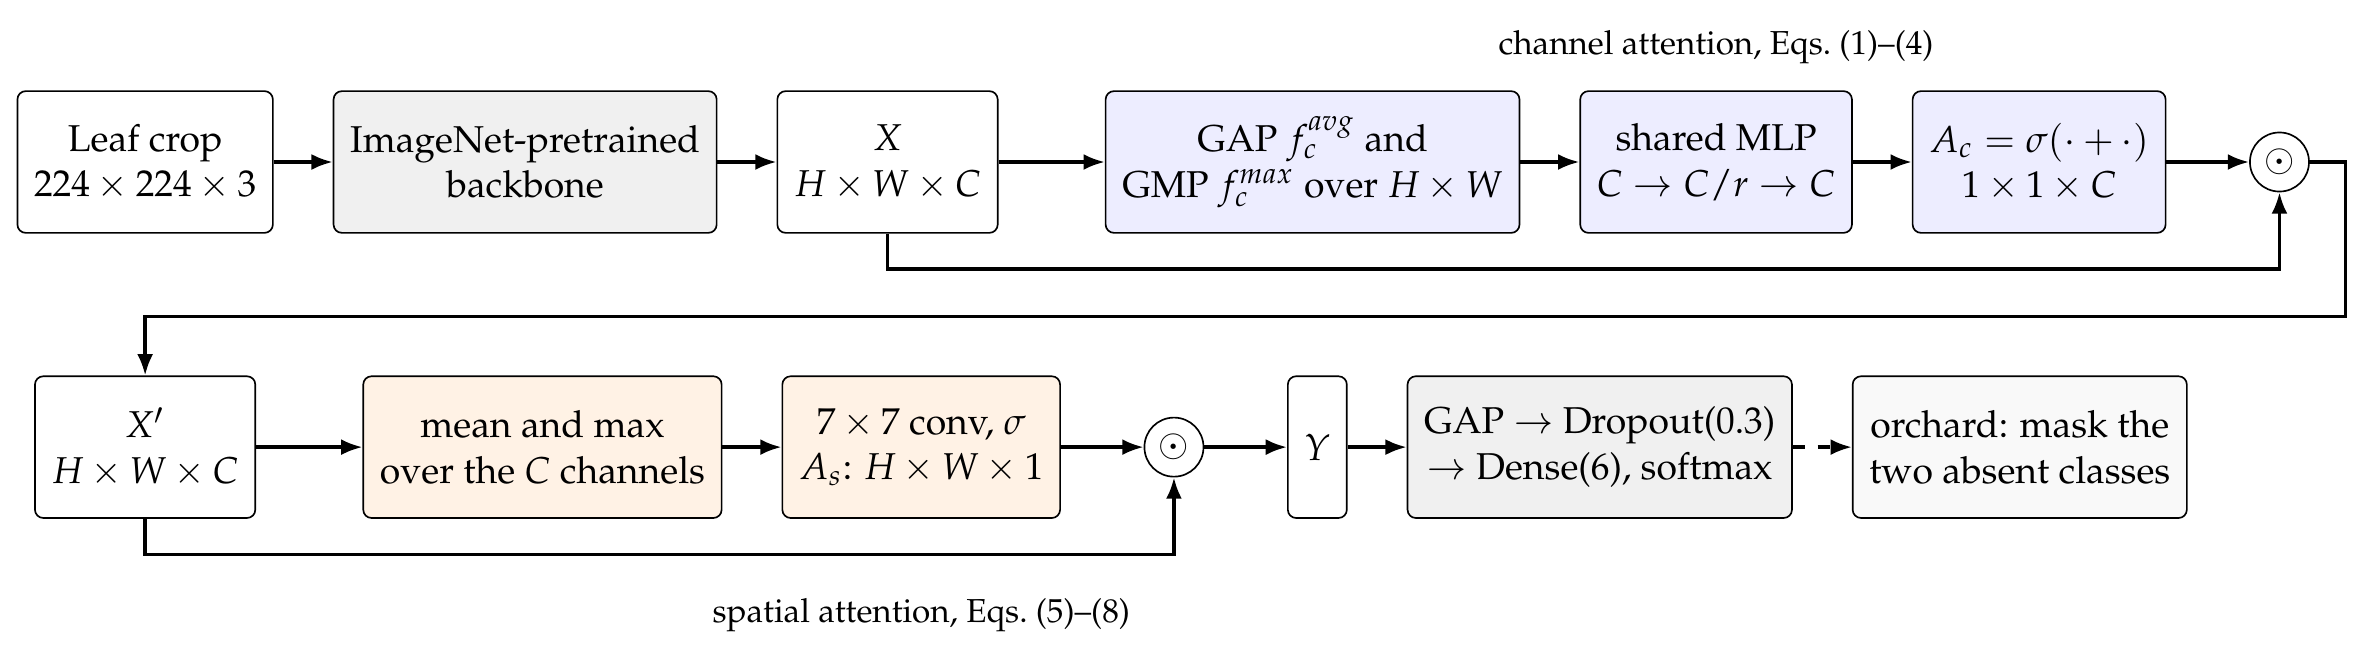 channel attention, Eqs. (1)–(4)
Leaf crop
224 × 224 × 3
ImageNet-pretrained
backbone
X
H × W × C
GAP f_c^{avg} and
GMP f_c^{max} over H × W
shared MLP
C → C/r → C
A_c = σ(· + ·)
1 × 1 × C
⊙
X′
H × W × C
mean and max
over the C channels
7 × 7 conv, σ
A_s: H × W × 1
⊙
Y
GAP → Dropout(0.3)
→ Dense(6), softmax
orchard: mask the
two absent classes
spatial attention, Eqs. (5)–(8)